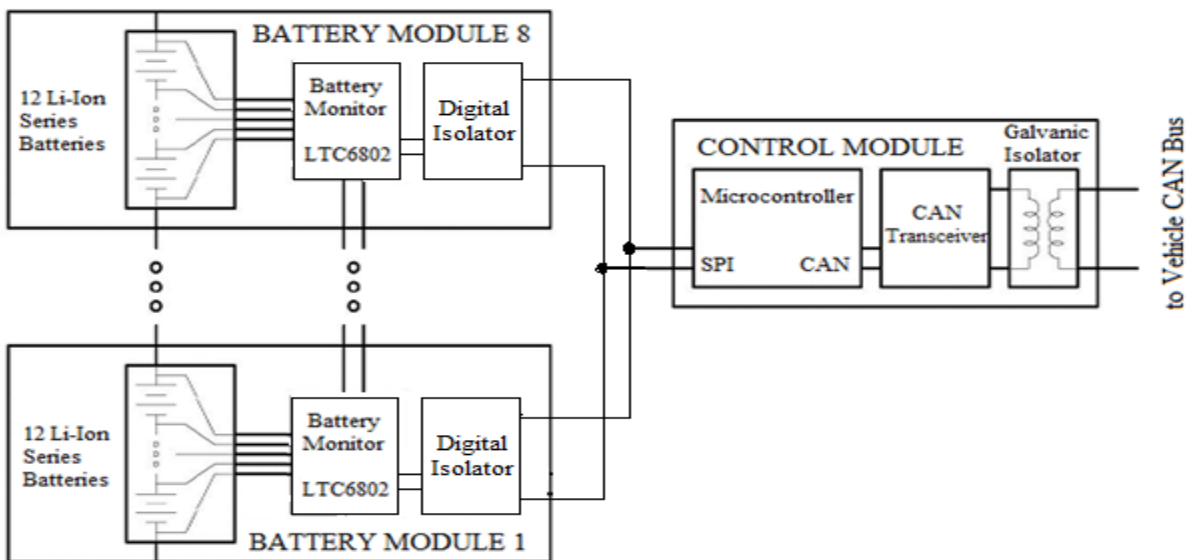 BATTERY MODULE 8
12 Li-Ion
Series
Batteries
Battery
Monitor
LTC6802
Digital
Isolator
CONTROL MODULE
Galvanic
Isolator
Microcontroller
SPI
CAN
CAN
Transceiver
to Vehicle CAN Bus
12 Li-Ion
Series
Batteries
Battery
Monitor
LTC6802
Digital
Isolator
BATTERY MODULE 1